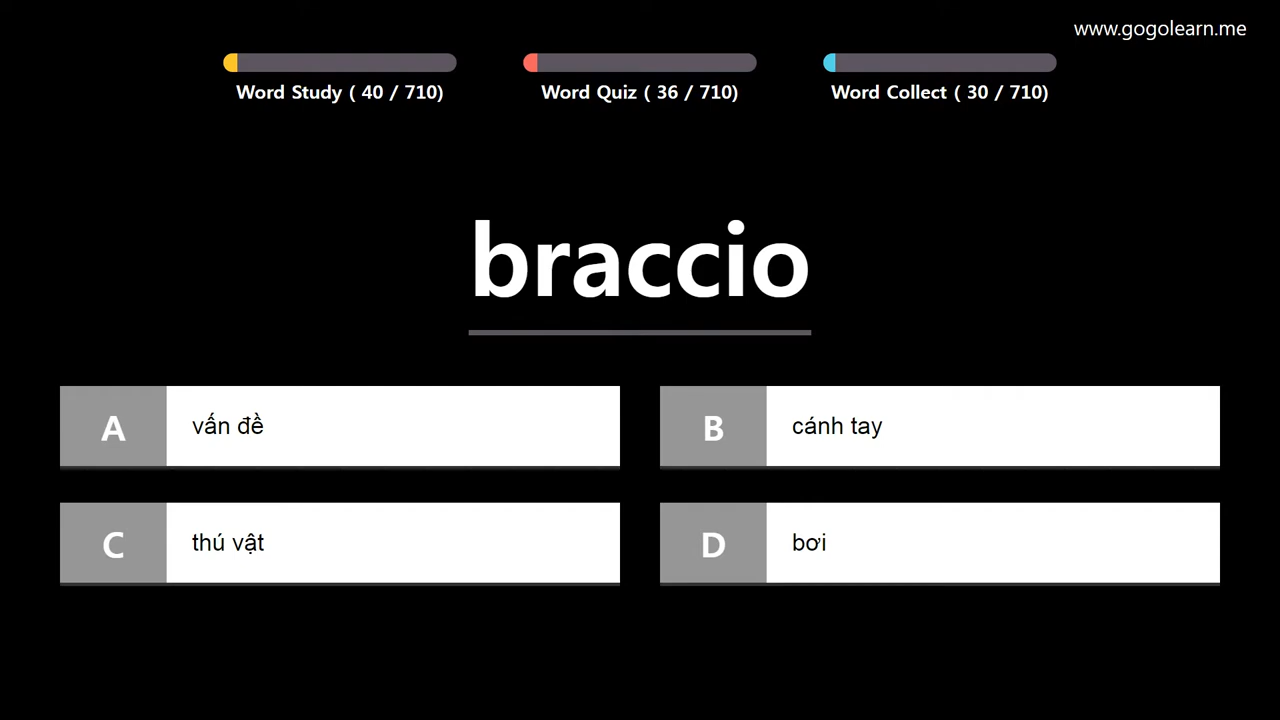 www.gogolearn.me
Word Study ( 40 / 710)
Word Quiz ( 36 / 710)
Word Collect ( 30 / 710)
braccio
A vấn đề
B cánh tay
C thú vật
D bơi